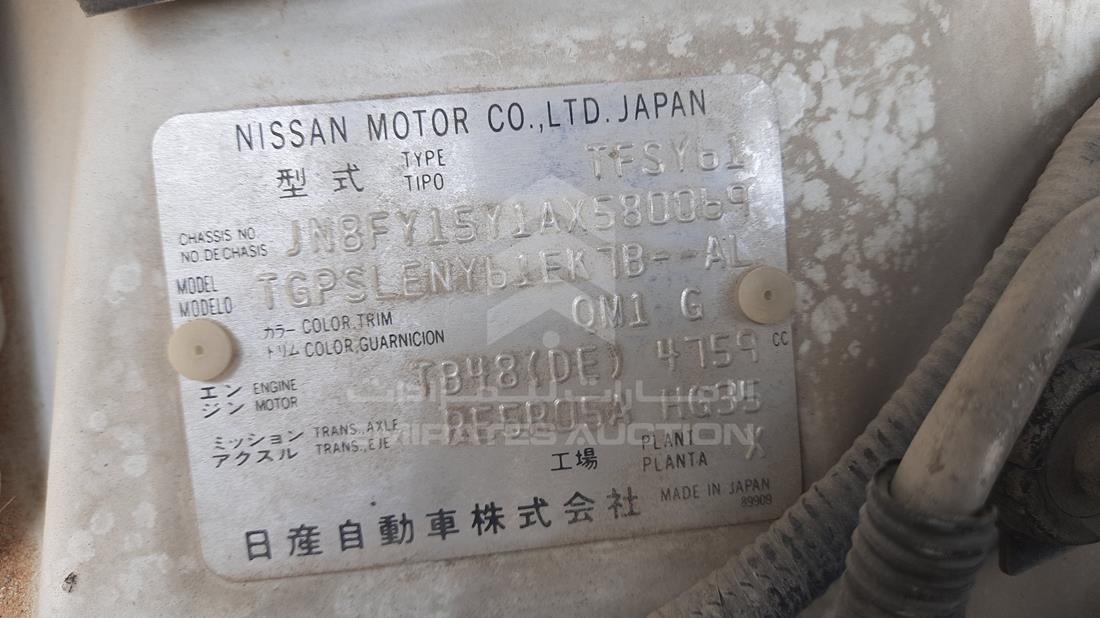 NISSAN MOTOR CO.,LTD. JAPAN
型式 TYPE TIPO TFSY61
CHASSIS NO. NO. DE CHASIS JN8FY15Y1AX580069
MODEL MODELO TGPSLENY61EK7B--AL
カラー COLOR,TRIM トリム COLOR,GUARNICION QM1 G
エンジン ENGINE MOTOR TB48(DE) 4759 CC
ミッション アクスル TRANS.,AXLE TRANS.,EJE RE5R05A HG35
工場 PLANT PLANTA X
日産自動車株式会社 MADE IN JAPAN
89909
EMIRATES AUCTION